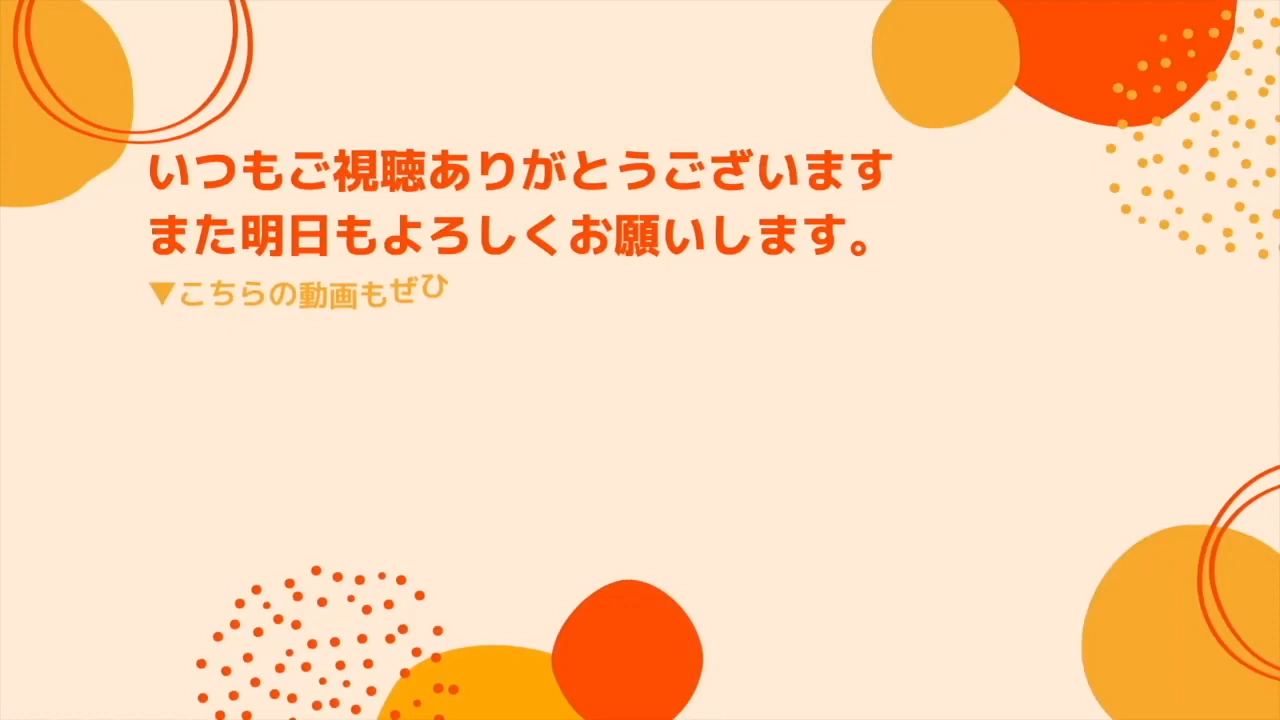 いつもご視聴ありがとうございます
また明日もよろしくお願いします。
▼こちらの動画もぜひ